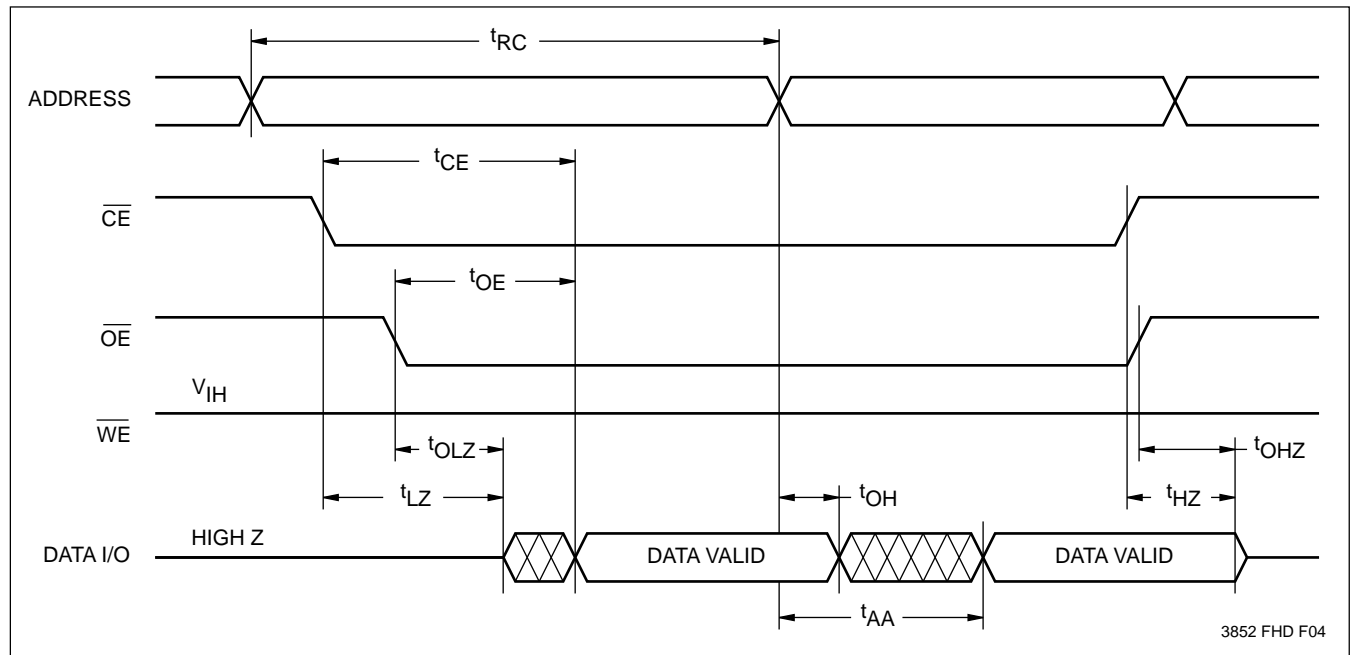 tRC
ADDRESS
tCE
CE
tOE
OE
VIH
WE
tOLZ
tOHZ
tLZ
tOH
tHZ
HIGH Z
DATA I/O
DATA VALID
DATA VALID
tAA
3852 FHD F04